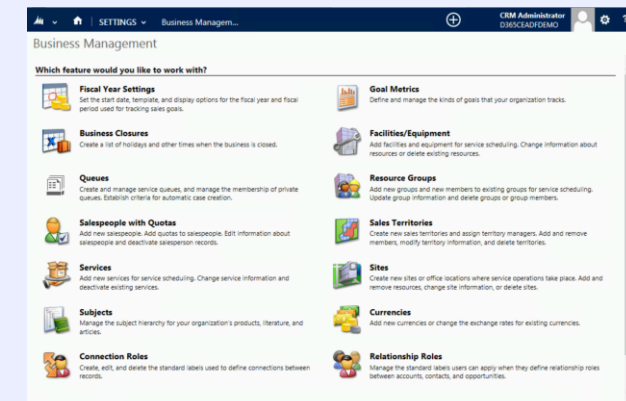 SETTINGS
Business Managem...
CRM Administrator
D365CEADFDEMO
Business Management
Which feature would you like to work with?
Fiscal Year Settings
Set the start date, template, and display options for the fiscal year and fiscal
period used for tracking sales goals.
Goal Metrics
Define and manage the kinds of goals that your organization tracks.
Business Closures
Create a list of holidays and other times when the business is closed.
Facilities/Equipment
Add facilities and equipment for service scheduling. Change information about
resources or delete existing resources.
Queues
Create and manage service queues, and manage the membership of private
queues. Establish criteria for automatic case creation.
Resource Groups
Add new groups and new members to existing groups for service scheduling.
Update group information and delete groups or group members.
Salespeople with Quotas
Add new salespeople. Add quotas to salespeople. Edit information about
salespeople and deactivate salesperson records.
Sales Territories
Create new sales territories and assign territory managers. Add and remove
members, modify territory information, and delete territories.
Services
Add new services for service scheduling. Change service information and
deactivate existing services.
Sites
Create new sites or office locations where service operations take place. Add and
remove resources, change site information, or delete sites.
Subjects
Manage the subject hierarchy for your organization's products, literature, and
articles.
Currencies
Add new currencies or change the exchange rates for existing currencies.
Connection Roles
Create, edit, and delete the standard labels used to define connections between
records.
Relationship Roles
Manage the standard labels users can apply when they define relationship roles
between accounts, contacts, and opportunities.